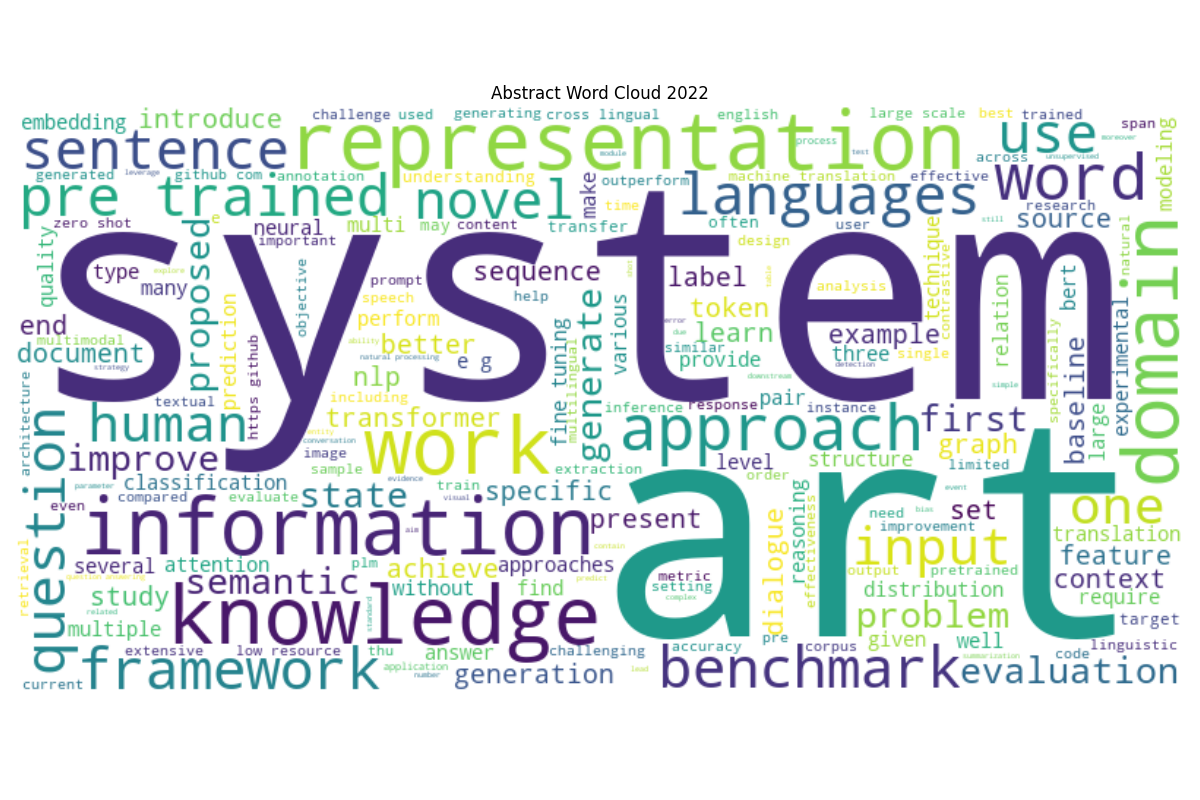 Abstract Word Cloud 2022
embedding
introduce
challenge
used
generating
cross lingual
english
large scale
best
trained
span
sentence
representation
use
process
moreover
module
test
unsupervised
across
modeling
generated
leverage
github com
annotation
understanding
outperform
machine translation
effective
word
pre trained
novel
make
languages
time
research
source
zero shot
e
neural
multi
may
content
transfer
often
user
still
natural
important
design
technique
contrastive
quality
proposed
system
type
explore
many
objective
prompt
sequence
help
shot
label
table
analysis
relation
bert
domain
speech
token
end
multimodal
prediction
perform
various
error
due
learn
example
specifically
experimental
document
strategy
ability
better
similar
provide
three
single
detection
natural processing
e g
fine tuning
multilingual
generate
nlp
downstream
simple
baseline
large
architecture
textual
https github
including
inference
response
pair
instance
human
transformer
approach
first
entity
conversation
work
graph
question
improve
image
sample
evidence
extraction
level
structure
limited
order
classification
parameter
compared
evaluate
state
train
visual
specific
event
reasoning
effectiveness
even
information
aim
present
art
need
bias
set
one
improvement
translation
retrieval
contain
dialogue
input
feature
several
attention
plm
achieve
approaches
question answering
semantic
without
find
predict
metric
setting
complex
output
pretrained
context
distribution
require
study
related
knowledge
standard
problem
target
multiple
pre
given
well
linguistic
extensive
low resource
thu
answer
challenging
accuracy
corpus
summarization
code
current
framework
application
number
generation
lead
benchmark
evaluation